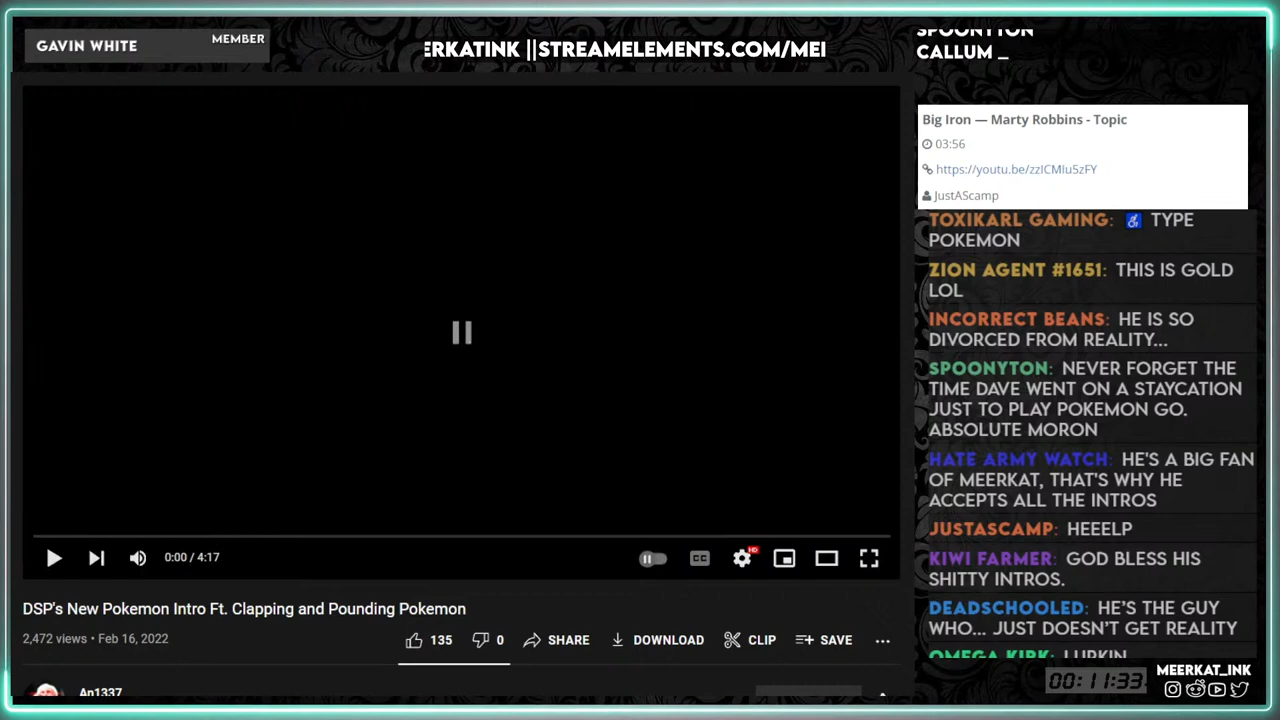 GAVIN WHITE
MEMBER
ERKATINK || STREAMELEMENTS.COM/MEI
SPOONYTON
CALLUM _
Big Iron — Marty Robbins - Topic
03:56
https://youtu.be/zzICMIu5zFY
JustAScamp
TOXIKARL GAMING: TYPE
POKEMON
ZION AGENT #1651: THIS IS GOLD
LOL
INCORRECT BEANS: HE IS SO
DIVORCED FROM REALITY...
SPOONYTON: NEVER FORGET THE
TIME DAVE WENT ON A STAYCATION
JUST TO PLAY POKEMON GO.
ABSOLUTE MORON
HATE ARMY WATCH: HE'S A BIG FAN
OF MEERKAT, THAT'S WHY HE
ACCEPTS ALL THE INTROS
JUSTASCAMP: HEEELP
KIWI FARMER: GOD BLESS HIS
SHITTY INTROS.
DEADSCHOOLED: HE'S THE GUY
WHO... JUST DOESN'T GET REALITY
OMEGA KIRK: LURKIN
0:00 / 4:17
CC
HD
DSP's New Pokemon Intro Ft. Clapping and Pounding Pokemon
2,472 views • Feb 16, 2022
135
0
SHARE
DOWNLOAD
CLIP
SAVE
An1337
00:11:33
MEERKAT_INK